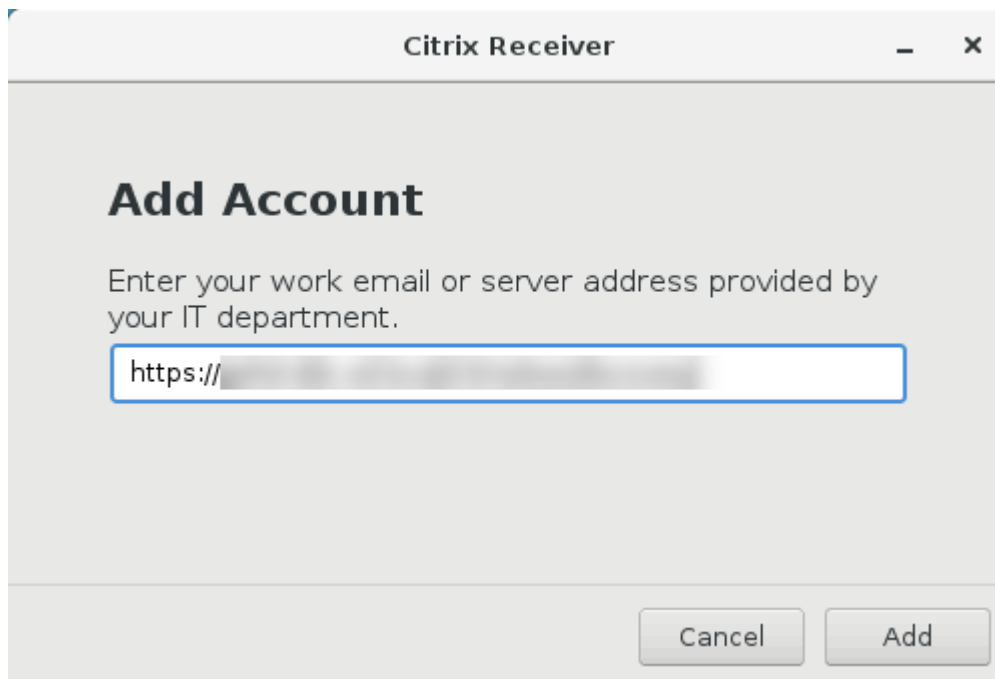 Citrix Receiver
Add Account
Enter your work email or server address provided by
your IT department.
https://
Cancel
Add